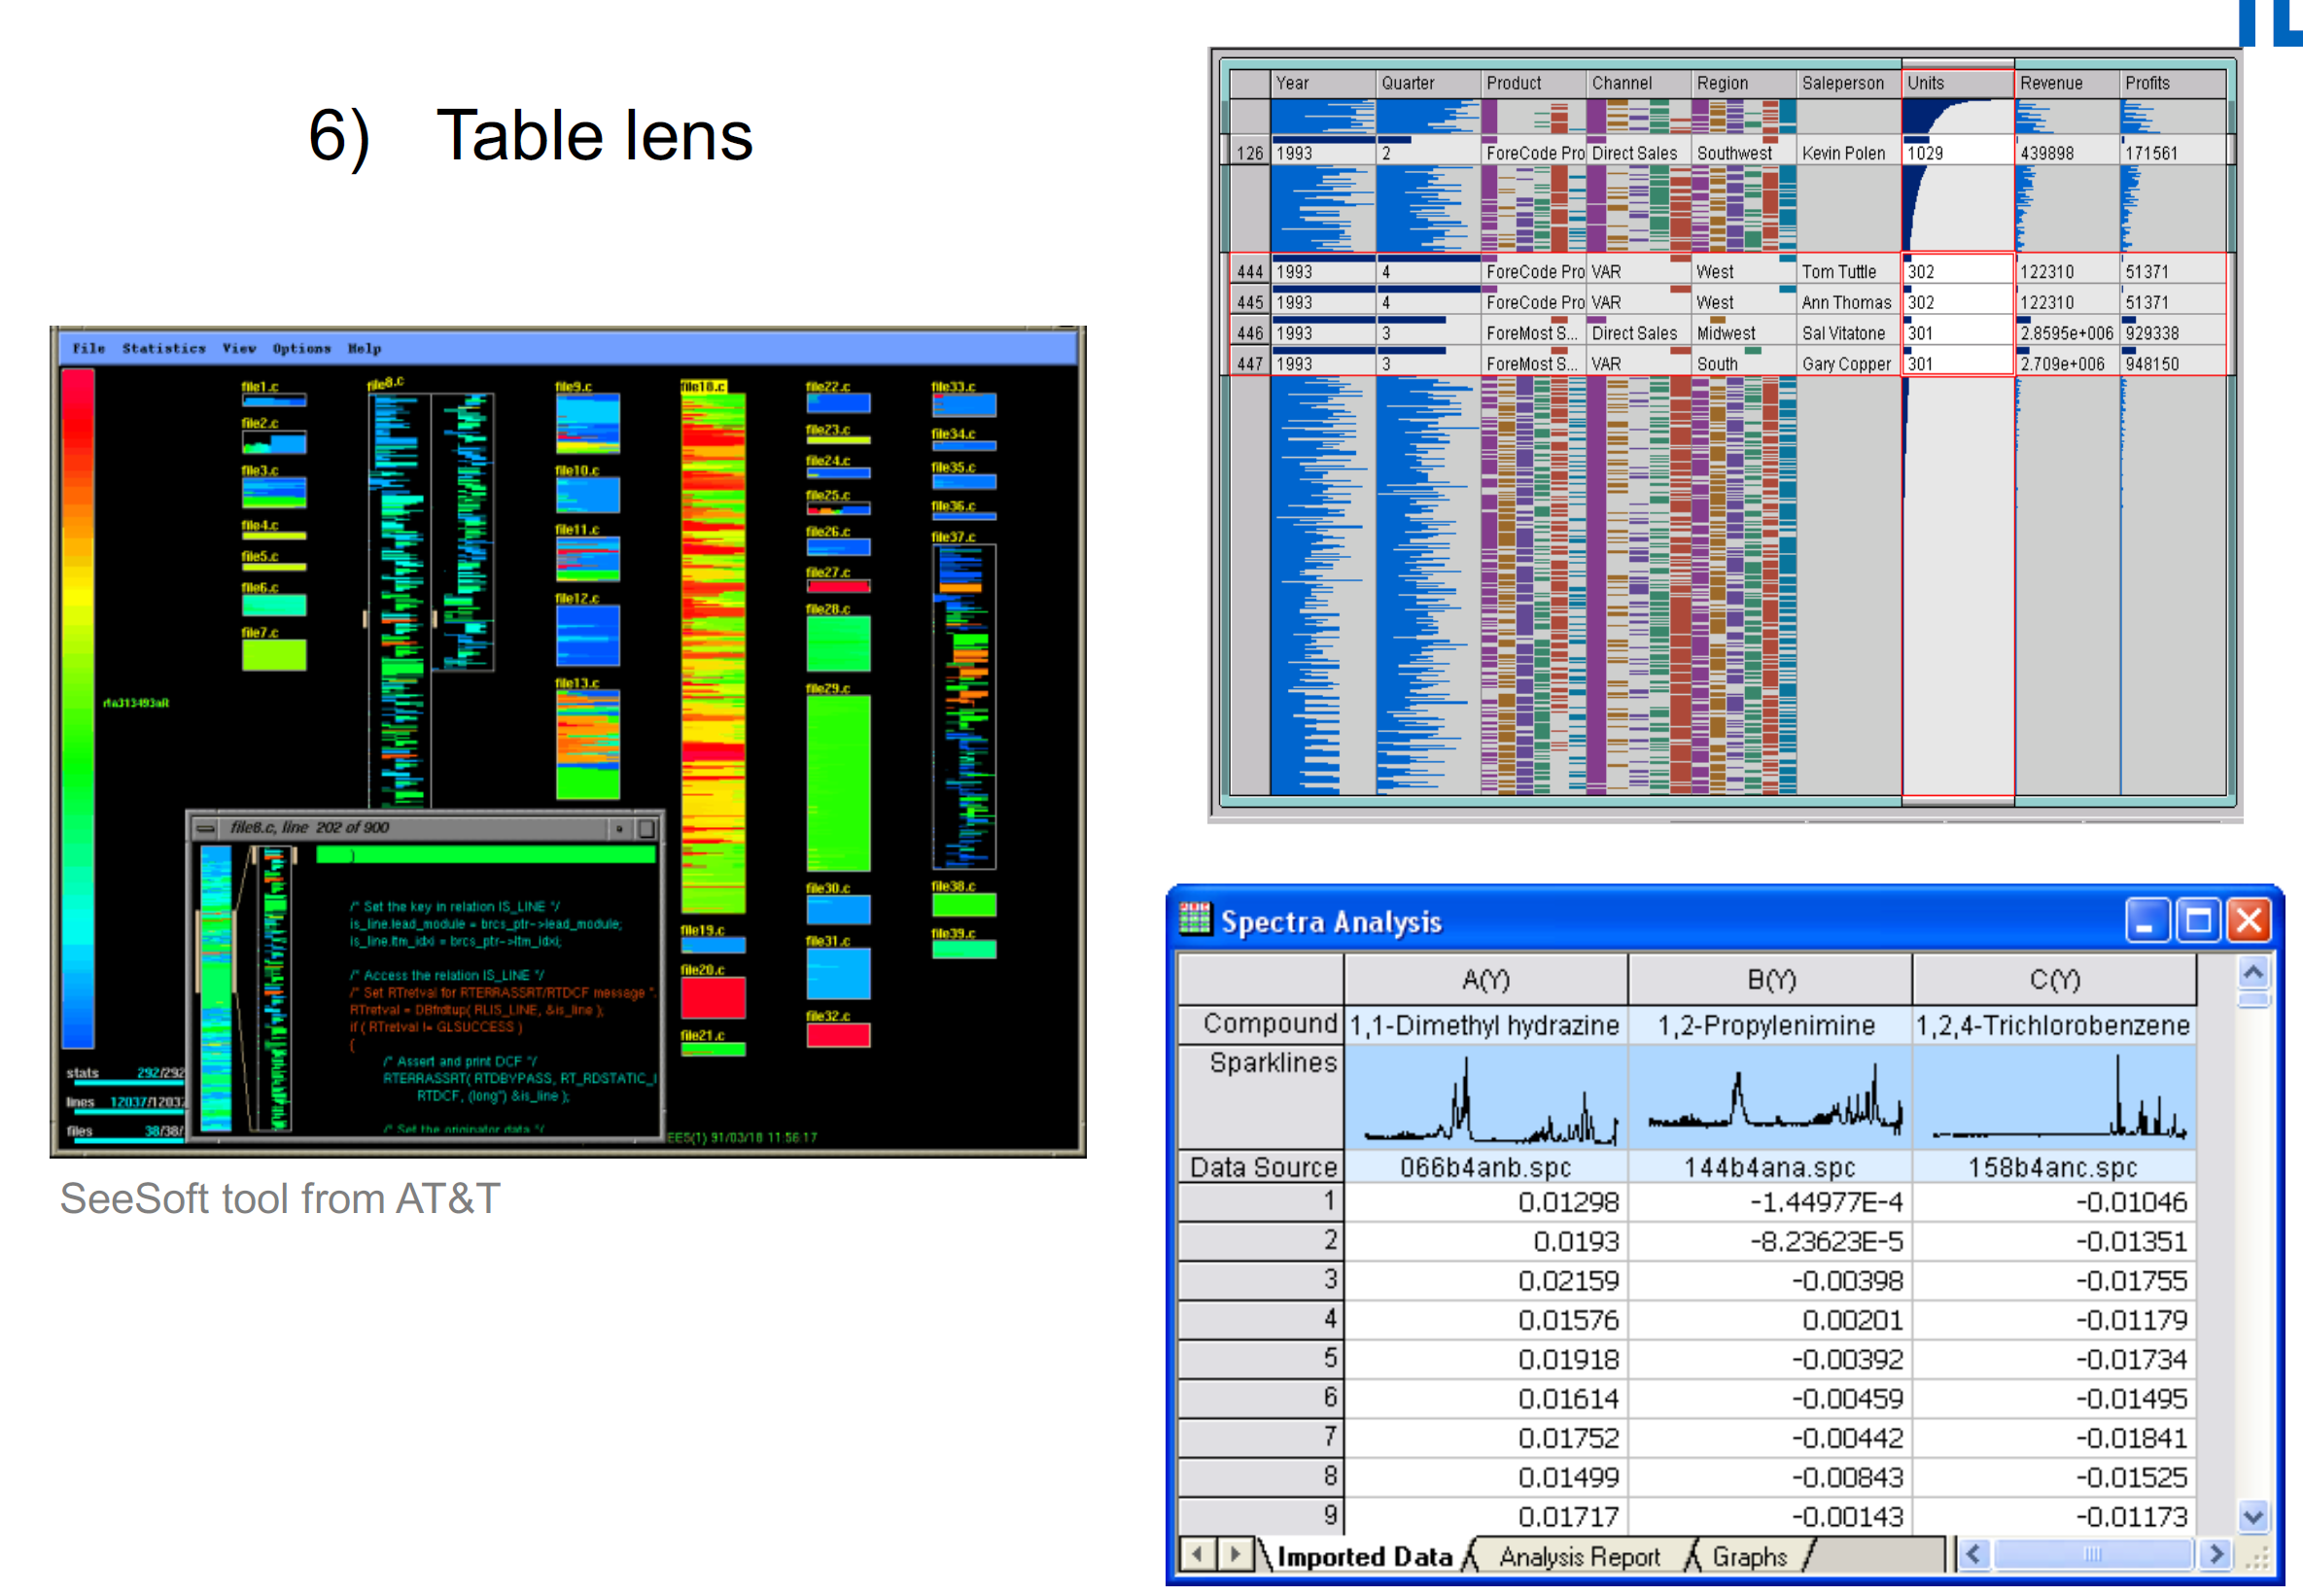 6) Table lens
File Statistics View Options Help
file1.c
file2.c
file3.c
file4.c
file5.c
file6.c
file7.c
file8.c
file9.c
file10.c
file11.c
file12.c
file13.c
file18.c
file19.c
file20.c
file21.c
file22.c
file23.c
file24.c
file25.c
file26.c
file27.c
file28.c
file29.c
file30.c
file31.c
file32.c
file33.c
file34.c
file35.c
file36.c
file37.c
file38.c
file39.c
stats 292/292
lines 12037/12037
files 38/38/
file8.c, line 202 of 900
}
/* Set the key in relation IS_LINE */
is_line.lead_module = brcs_ptr->lead_module;
is_line.ltm_idxi = brcs_ptr->ltm_idxi;
/* Access the relation IS_LINE */
/* Set RTretval for RTERRASSRT/RTDCF message *
RTretval = DBfrdtup( RLIS_LINE, &is_line );
if ( RTretval != GLSUCCESS )
{
/* Assert and print DCF */
RTERRASSRT( RTDBYPASS, RT_RDSTATIC_
RTDCF, (long*) &is_line );
/* Set the originator data */
EES(1) 91/03/18 11:56:17
SeeSoft tool from AT&T
Year Quarter Product Channel Region Saleperson Units Revenue Profits
126 1993 2 ForeCode Pro Direct Sales Southwest Kevin Polen 1029 439898 171561
444 1993 4 ForeCode Pro VAR West Tom Tuttle 302 122310 51371
445 1993 4 ForeCode Pro VAR West Ann Thomas 302 122310 51371
446 1993 3 ForeMost S... Direct Sales Midwest Sal Vitatone 301 2.8595e+006 929338
447 1993 3 ForeMost S... VAR South Gary Copper 301 2.709e+006 948150
Spectra Analysis
A(Y) B(Y) C(Y)
Compound 1,1-Dimethyl hydrazine 1,2-Propylenimine 1,2,4-Trichlorobenzene
Sparklines
Data Source 066b4anb.spc 144b4ana.spc 158b4anc.spc
1 0.01298 -1.44977E-4 -0.01046
2 0.0193 -8.23623E-5 -0.01351
3 0.02159 -0.00398 -0.01755
4 0.01576 0.00201 -0.01179
5 0.01918 -0.00392 -0.01734
6 0.01614 -0.00459 -0.01495
7 0.01752 -0.00442 -0.01841
8 0.01499 -0.00843 -0.01525
9 0.01717 -0.00143 -0.01173
Imported Data Analysis Report Graphs